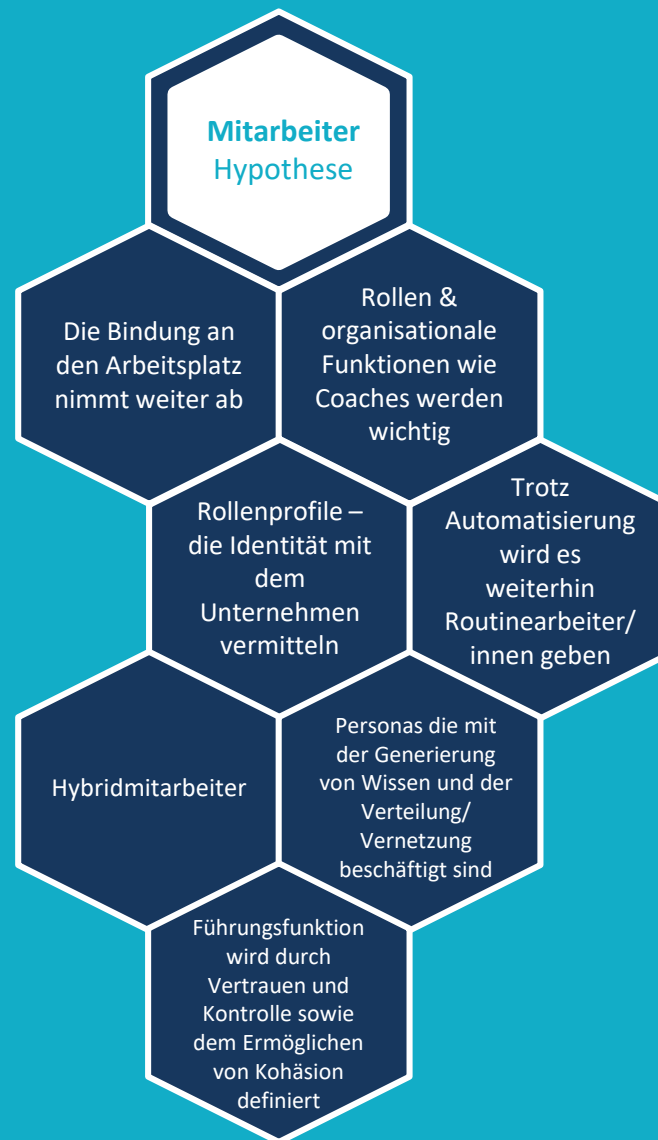 Mitarbeiter
Hypothese
Die Bindung an
den Arbeitsplatz
nimmt weiter ab
Rollen &
organisationale
Funktionen wie
Coaches werden
wichtig
Rollenprofile –
die Identität mit
dem
Unternehmen
vermitteln
Trotz
Automatisierung
wird es
weiterhin
Routinearbeiter/
innen geben
Hybridmitarbeiter
Personas die mit
der Generierung
von Wissen und der
Verteilung/
Vernetzung
beschäftigt sind
Führungsfunktion
wird durch
Vertrauen und
Kontrolle sowie
dem Ermöglichen
von Kohäsion
definiert